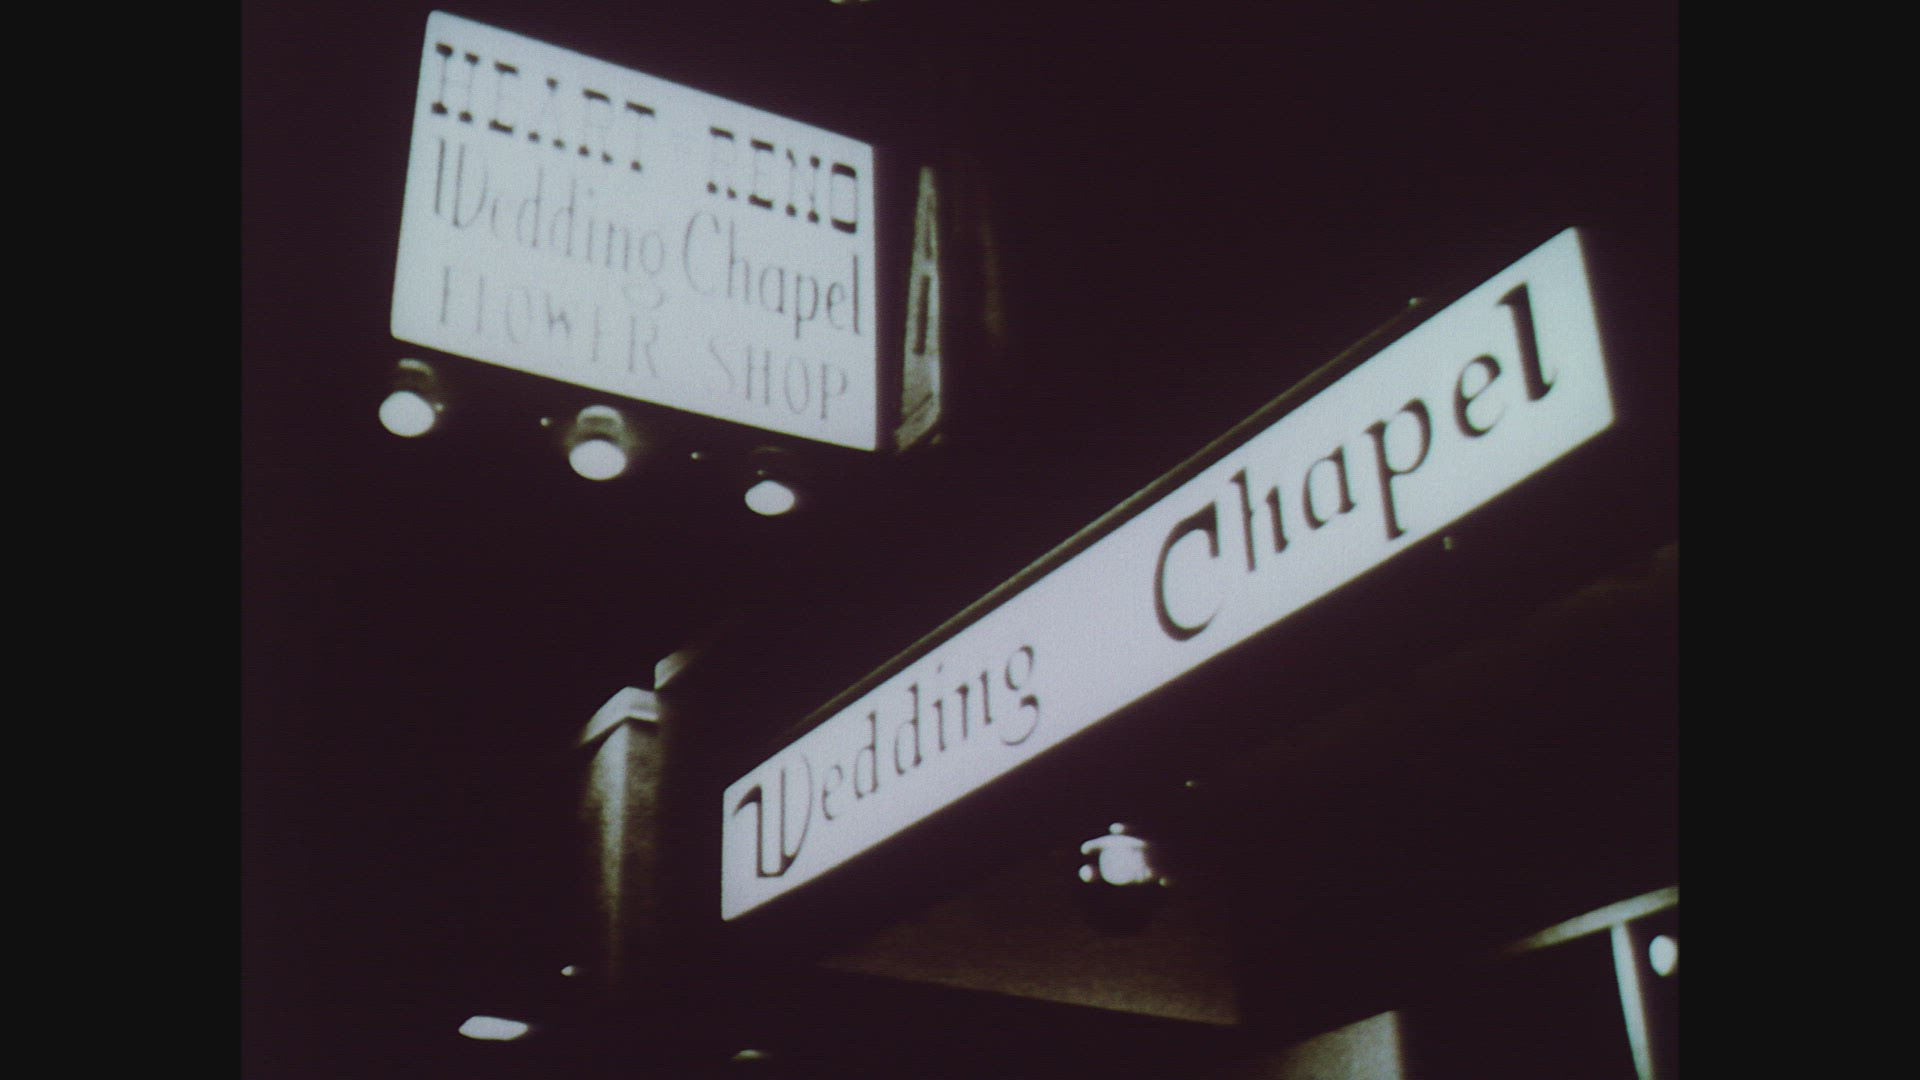 HEART RENO
Wedding Chapel
FLOWER SHOP
Wedding Chapel